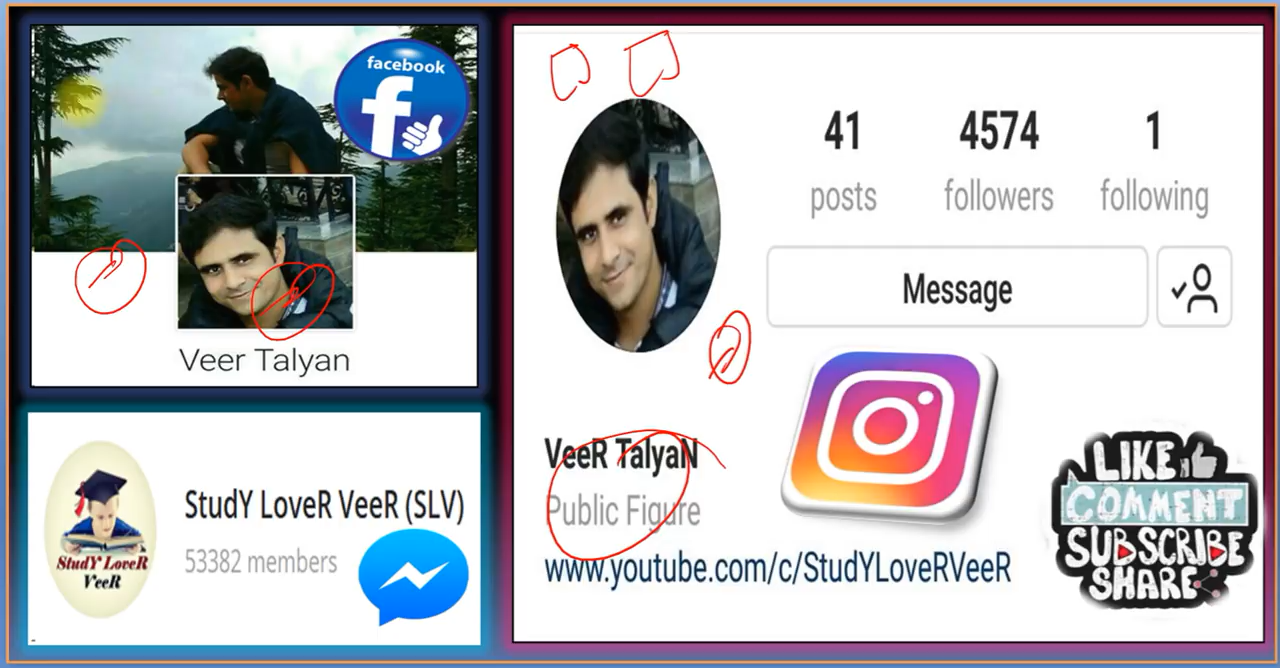 facebook
f
Veer Talyan
StudY LoveR VeeR (SLV)
53382 members
StudY LoveR
VeeR
41
4574
1
posts
followers
following
Message
VeeR TalyaN
Public Figure
www.youtube.com/c/StudYLoveRVeeR
LIKE
COMMENT
SUBSCRIBE
SHARE